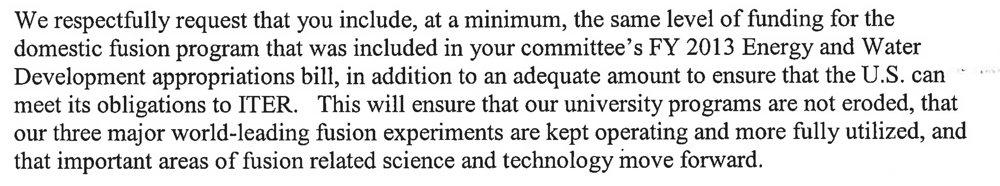 We respectfully request that you include, at a minimum, the same level of funding for the
domestic fusion program that was included in your committee's FY 2013 Energy and Water
Development appropriations bill, in addition to an adequate amount to ensure that the U.S. can
meet its obligations to ITER.   This will ensure that our university programs are not eroded, that
our three major world-leading fusion experiments are kept operating and more fully utilized, and
that important areas of fusion related science and technology move forward.